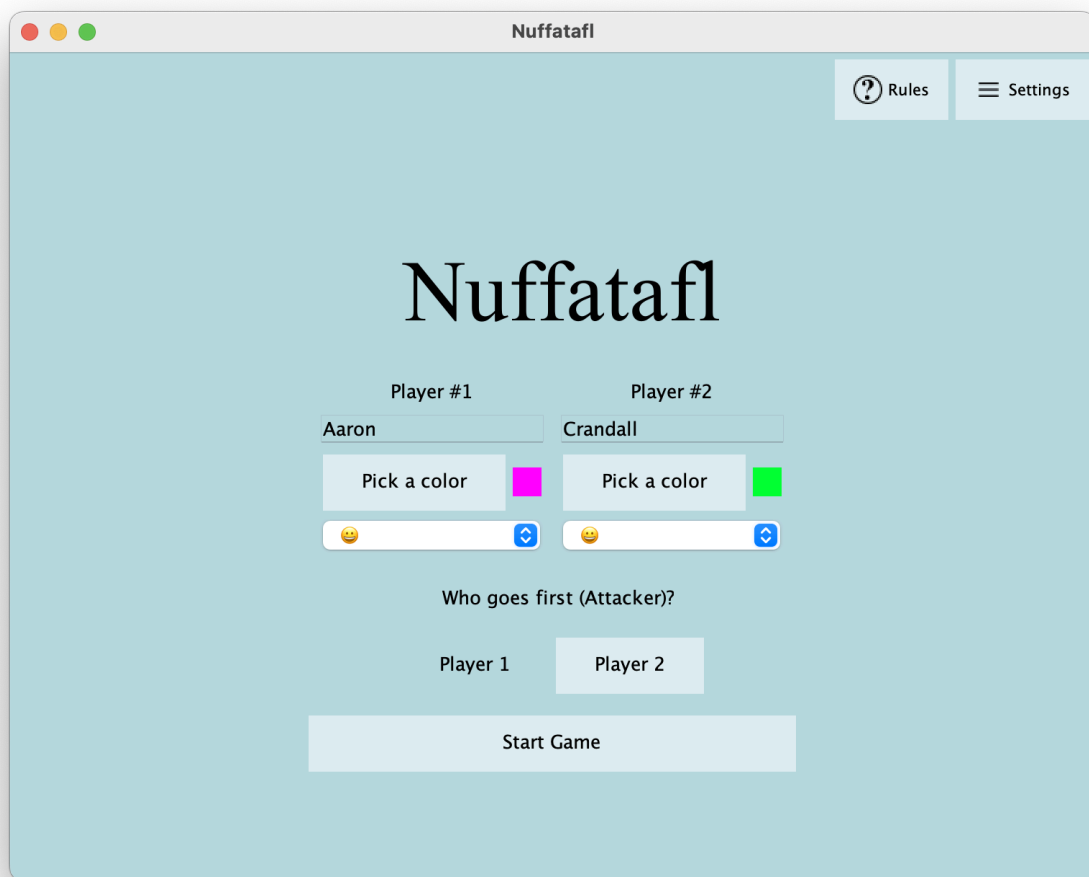 Nuffatafl
Rules Settings
Nuffatafl
Player #1 Player #2
Aaron Crandall
Pick a color Pick a color
😀 😀
Who goes first (Attacker)?
Player 1 Player 2
Start Game